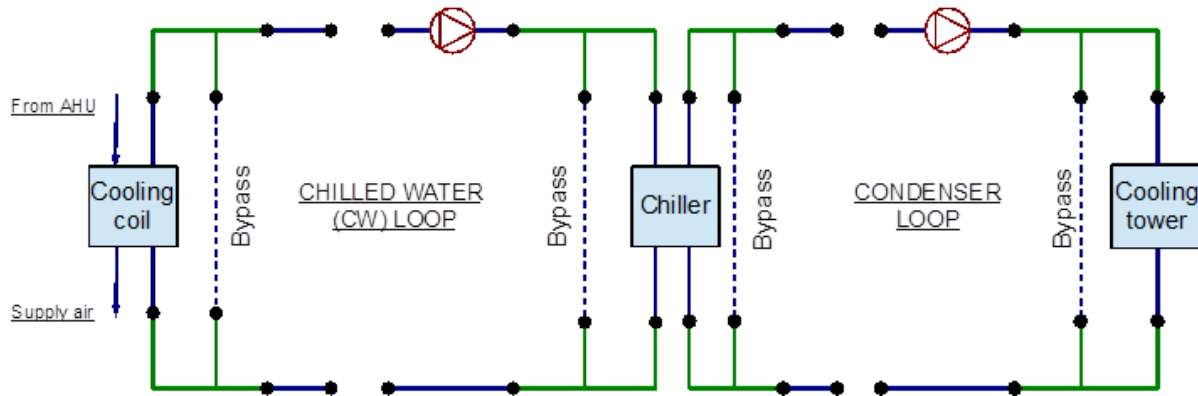 From AHU
Cooling
coil
Supply air
Bypass
CHILLED WATER
(CW) LOOP
Bypass
Chiller
Bypass
CONDENSER
LOOP
Bypass
Cooling
tower